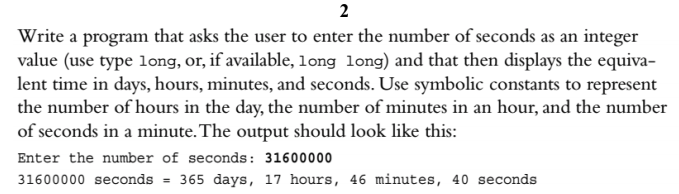 2
Write a program that asks the user to enter the number of seconds as an integer
value (use type long, or, if available, long long) and that then displays the equiva-
lent time in days, hours, minutes, and seconds. Use symbolic constants to represent
the number of hours in the day, the number of minutes in an hour, and the number
of seconds in a minute. The output should look like this:
Enter the number of seconds: 31600000
31600000 seconds = 365 days, 17 hours, 46 minutes, 40 seconds